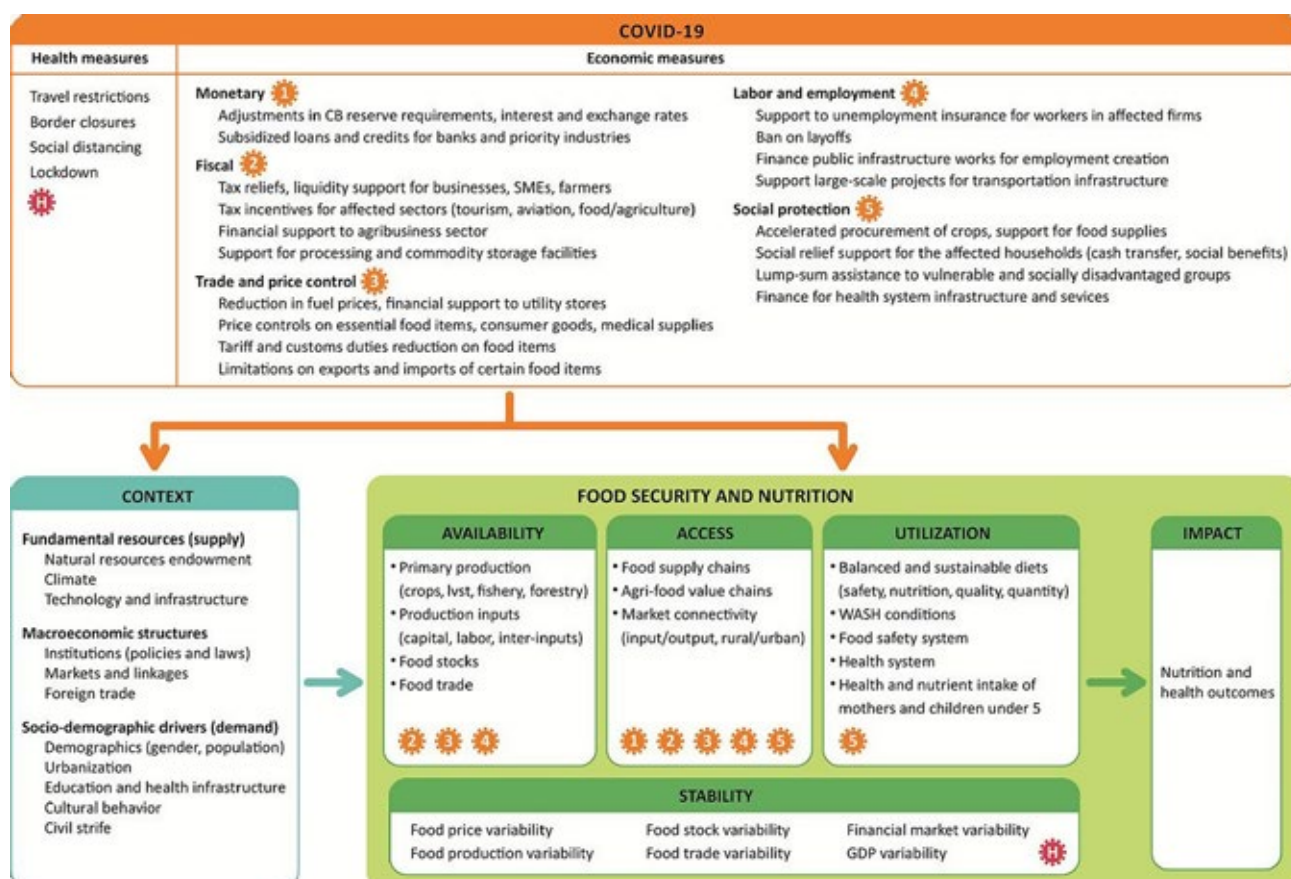 COVID-19
Health measures
Economic measures
Travel restrictions
Border closures
Social distancing
Lockdown
H
Monetary 1
Adjustments in CB reserve requirements, interest and exchange rates
Subsidized loans and credits for banks and priority industries
Fiscal 2
Tax reliefs, liquidity support for businesses, SMEs, farmers
Tax incentives for affected sectors (tourism, aviation, food/agriculture)
Financial support to agribusiness sector
Support for processing and commodity storage facilities
Trade and price control 3
Reduction in fuel prices, financial support to utility stores
Price controls on essential food items, consumer goods, medical supplies
Tariff and customs duties reduction on food items
Limitations on exports and imports of certain food items
Labor and employment 4
Support to unemployment insurance for workers in affected firms
Ban on layoffs
Finance public infrastructure works for employment creation
Support large-scale projects for transportation infrastructure
Social protection 5
Accelerated procurement of crops, support for food supplies
Social relief support for the affected households (cash transfer, social benefits)
Lump-sum assistance to vulnerable and socially disadvantaged groups
Finance for health system infrastructure and sevices
CONTEXT
Fundamental resources (supply)
Natural resources endowment
Climate
Technology and infrastructure
Macroeconomic structures
Institutions (policies and laws)
Markets and linkages
Foreign trade
Socio-demographic drivers (demand)
Demographics (gender, population)
Urbanization
Education and health infrastructure
Cultural behavior
Civil strife
FOOD SECURITY AND NUTRITION
AVAILABILITY
• Primary production
(crops, lvst, fishery, forestry)
• Production inputs
(capital, labor, inter-inputs)
• Food stocks
• Food trade
2 3 4
ACCESS
• Food supply chains
• Agri-food value chains
• Market connectivity
(input/output, rural/urban)
1 2 3 4 5
UTILIZATION
• Balanced and sustainable diets
(safety, nutrition, quality, quantity)
• WASH conditions
• Food safety system
• Health system
• Health and nutrient intake of
mothers and children under 5
5
STABILITY
Food price variability
Food production variability
Food stock variability
Food trade variability
Financial market variability
GDP variability
H
IMPACT
Nutrition and
health outcomes